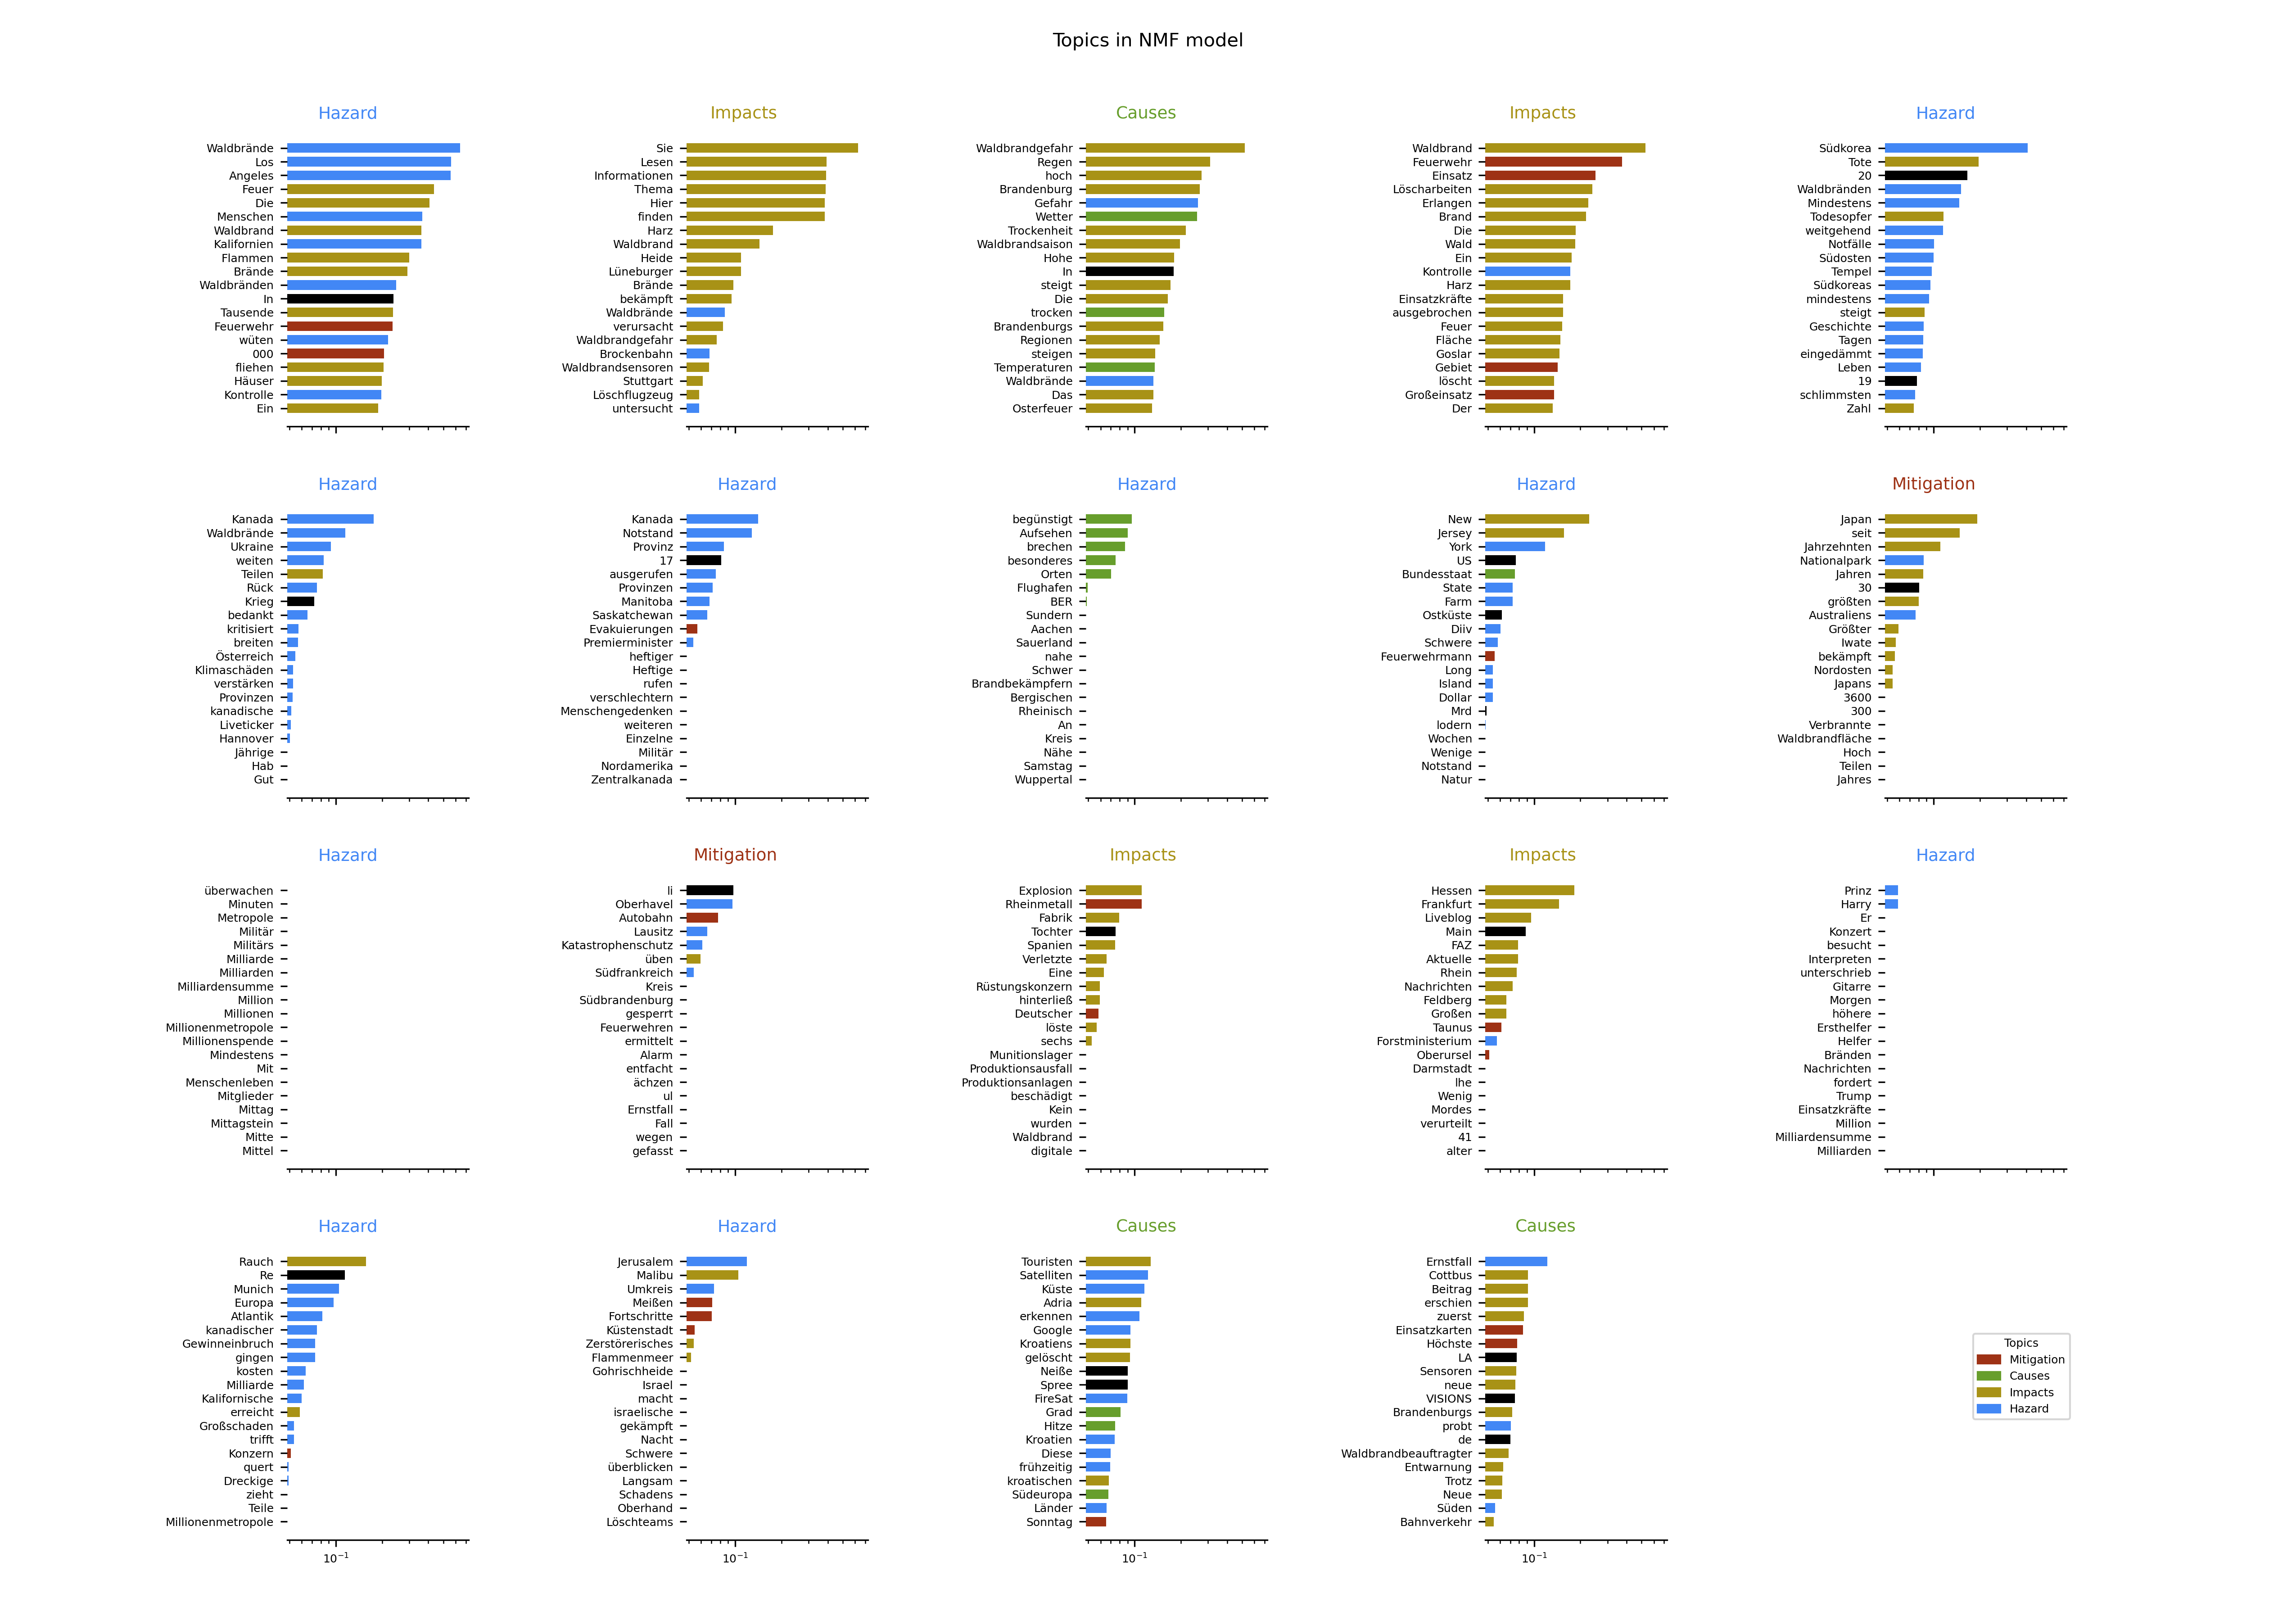 Topics in NMF model
Hazard
Waldbrände
Los
Angeles
Feuer
Die
Menschen
Waldbrand
Kalifornien
Flammen
Brände
Waldbränden
In
Tausende
Feuerwehr
wüten
000
fliehen
Häuser
Kontrolle
Ein
Impacts
Sie
Lesen
Informationen
Thema
Hier
finden
Harz
Waldbrand
Heide
Lüneburger
Brände
bekämpft
Waldbrände
verursacht
Waldbrandgefahr
Brockenbahn
Waldbrandsensoren
Stuttgart
Löschflugzeug
untersucht
Causes
Waldbrandgefahr
Regen
hoch
Brandenburg
Gefahr
Wetter
Trockenheit
Waldbrandsaison
Hohe
In
steigt
Die
trocken
Brandenburgs
Regionen
steigen
Temperaturen
Waldbrände
Das
Osterfeuer
Impacts
Waldbrand
Feuerwehr
Einsatz
Löscharbeiten
Erlangen
Brand
Die
Wald
Ein
Kontrolle
Harz
Einsatzkräfte
ausgebrochen
Feuer
Fläche
Goslar
Gebiet
löscht
Großeinsatz
Der
Hazard
Südkorea
Tote
20
Waldbränden
Mindestens
Todesopfer
weitgehend
Notfälle
Südosten
Tempel
Südkoreas
mindestens
steigt
Geschichte
Tagen
eingedämmt
Leben
19
schlimmsten
Zahl
Hazard
Kanada
Waldbrände
Ukraine
weiten
Teilen
Rück
Krieg
bedankt
kritisiert
breiten
Österreich
Klimaschäden
verstärken
Provinzen
kanadische
Liveticker
Hannover
Jährige
Hab
Gut
Hazard
Kanada
Notstand
Provinz
17
ausgerufen
Provinzen
Manitoba
Saskatchewan
Evakuierungen
Premierminister
heftiger
Heftige
rufen
verschlechtern
Menschengedenken
weiteren
Einzelne
Militär
Nordamerika
Zentralkanada
Hazard
begünstigt
Aufsehen
brechen
besonderes
Orten
Flughafen
BER
Sundern
Aachen
Sauerland
nahe
Schwer
Brandbekämpfern
Bergischen
Rheinisch
An
Kreis
Nähe
Samstag
Wuppertal
Hazard
New
Jersey
York
US
Bundesstaat
State
Farm
Ostküste
Diiv
Schwere
Feuerwehrmann
Long
Island
Dollar
Mrd
lodern
Wochen
Wenige
Notstand
Natur
Mitigation
Japan
seit
Jahrzehnten
Nationalpark
Jahren
30
größten
Australiens
Größter
Iwate
bekämpft
Nordosten
Japans
3600
300
Verbrannte
Waldbrandfläche
Hoch
Teilen
Jahres
Hazard
überwachen
Minuten
Metropole
Militär
Militärs
Milliarde
Milliarden
Milliardensumme
Million
Millionen
Millionenmetropole
Millionenspende
Mindestens
Mit
Menschenleben
Mitglieder
Mittag
Mittagstein
Mitte
Mittel
Mitigation
li
Oberhavel
Autobahn
Lausitz
Katastrophenschutz
üben
Südfrankreich
Kreis
Südbrandenburg
gesperrt
Feuerwehren
ermittelt
Alarm
entfacht
ächzen
ul
Ernstfall
Fall
wegen
gefasst
Impacts
Explosion
Rheinmetall
Fabrik
Tochter
Spanien
Verletzte
Eine
Rüstungskonzern
hinterließ
Deutscher
löste
sechs
Munitionslager
Produktionsausfall
Produktionsanlagen
beschädigt
Kein
wurden
Waldbrand
digitale
Impacts
Hessen
Frankfurt
Liveblog
Main
FAZ
Aktuelle
Rhein
Nachrichten
Feldberg
Großen
Taunus
Forstministerium
Oberursel
Darmstadt
lhe
Wenig
Mordes
verurteilt
41
alter
Hazard
Prinz
Harry
Er
Konzert
besucht
Interpreten
unterschrieb
Gitarre
Morgen
höhere
Ersthelfer
Helfer
Bränden
Nachrichten
fordert
Trump
Einsatzkräfte
Million
Milliardensumme
Milliarden
Hazard
Rauch
Re
Munich
Europa
Atlantik
kanadischer
Gewinneinbruch
gingen
kosten
Milliarde
Kalifornische
erreicht
Großschaden
trifft
Konzern
quert
Dreckige
zieht
Teile
Millionenmetropole
10⁻¹
Hazard
Jerusalem
Malibu
Umkreis
Meißen
Fortschritte
Küstenstadt
Zerstörerisches
Flammenmeer
Gohrischheide
Israel
macht
israelische
gekämpft
Nacht
Schwere
überblicken
Langsam
Schadens
Oberhand
Löschteams
10⁻¹
Causes
Touristen
Satelliten
Küste
Adria
erkennen
Google
Kroatiens
gelöscht
Neiße
Spree
FireSat
Grad
Hitze
Kroatien
Diese
frühzeitig
kroatischen
Südeuropa
Länder
Sonntag
10⁻¹
Causes
Ernstfall
Cottbus
Beitrag
erschien
zuerst
Einsatzkarten
Höchste
LA
Sensoren
neue
VISIONS
Brandenburgs
probt
de
Waldbrandbeauftragter
Entwarnung
Trotz
Neue
Süden
Bahnverkehr
10⁻¹
Topics
Mitigation
Causes
Impacts
Hazard